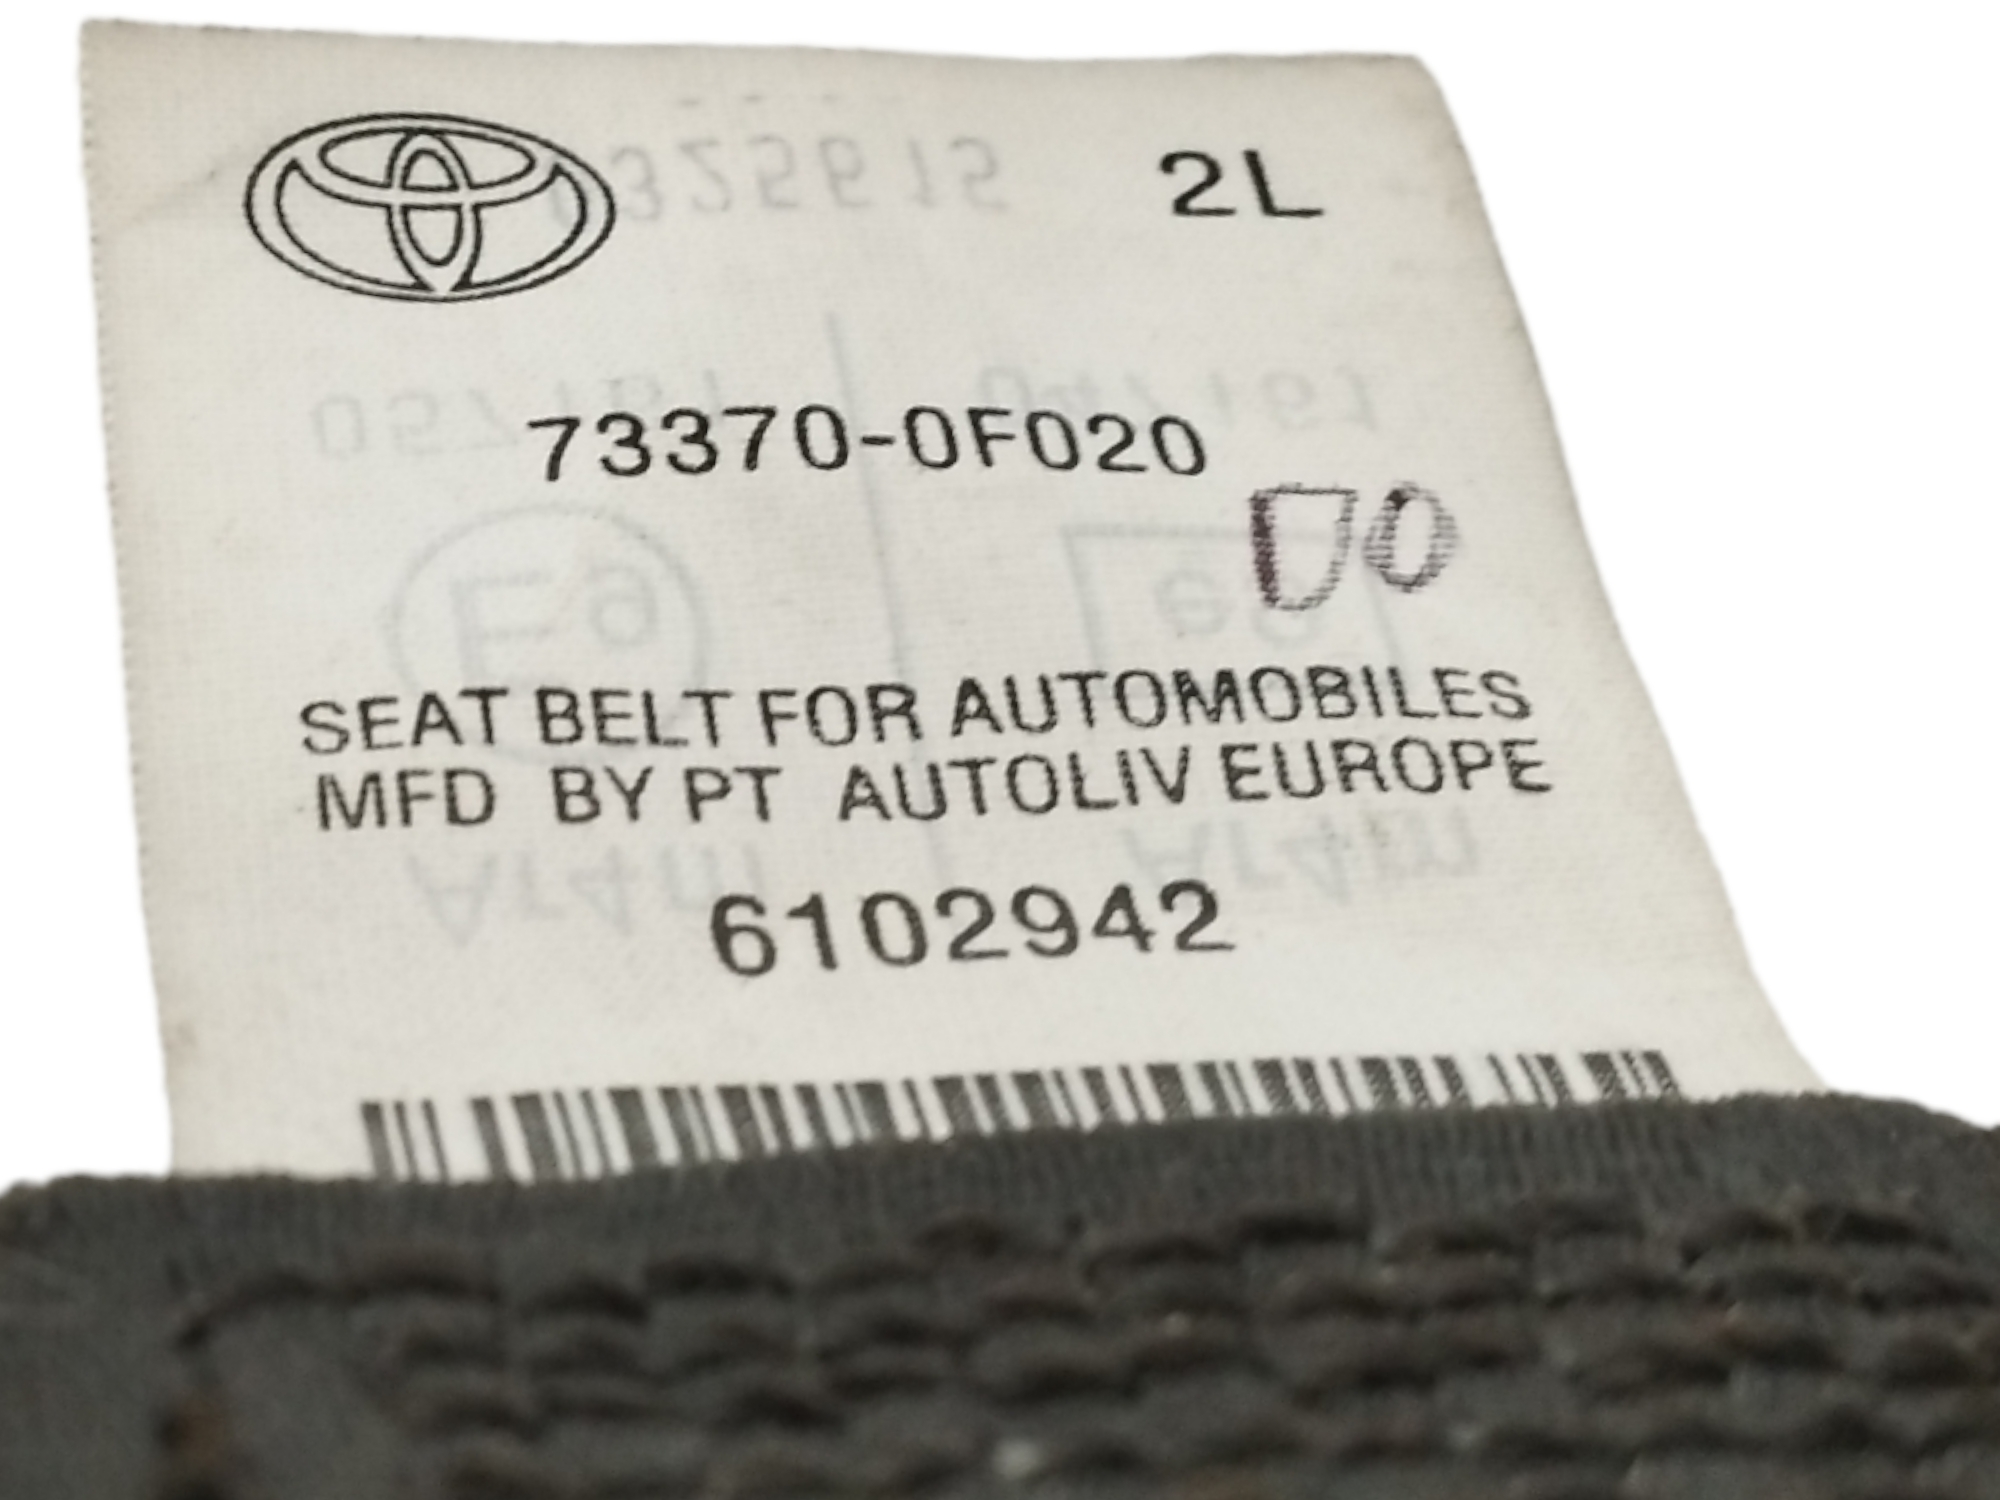 2L
73370-0F020
D0
SEAT BELT FOR AUTOMOBILES
MFD BY PT AUTOLIV EUROPE
6102942